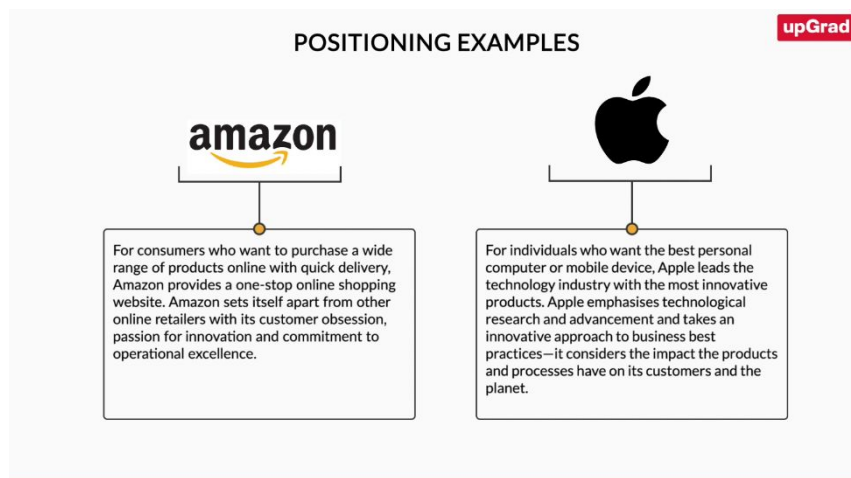 upGrad
POSITIONING EXAMPLES
amazon
For consumers who want to purchase a wide
range of products online with quick delivery,
Amazon provides a one-stop online shopping
website. Amazon sets itself apart from other
online retailers with its customer obsession,
passion for innovation and commitment to
operational excellence.
For individuals who want the best personal
computer or mobile device, Apple leads the
technology industry with the most innovative
products. Apple emphasises technological
research and advancement and takes an
innovative approach to business best
practices—it considers the impact the products
and processes have on its customers and the
planet.